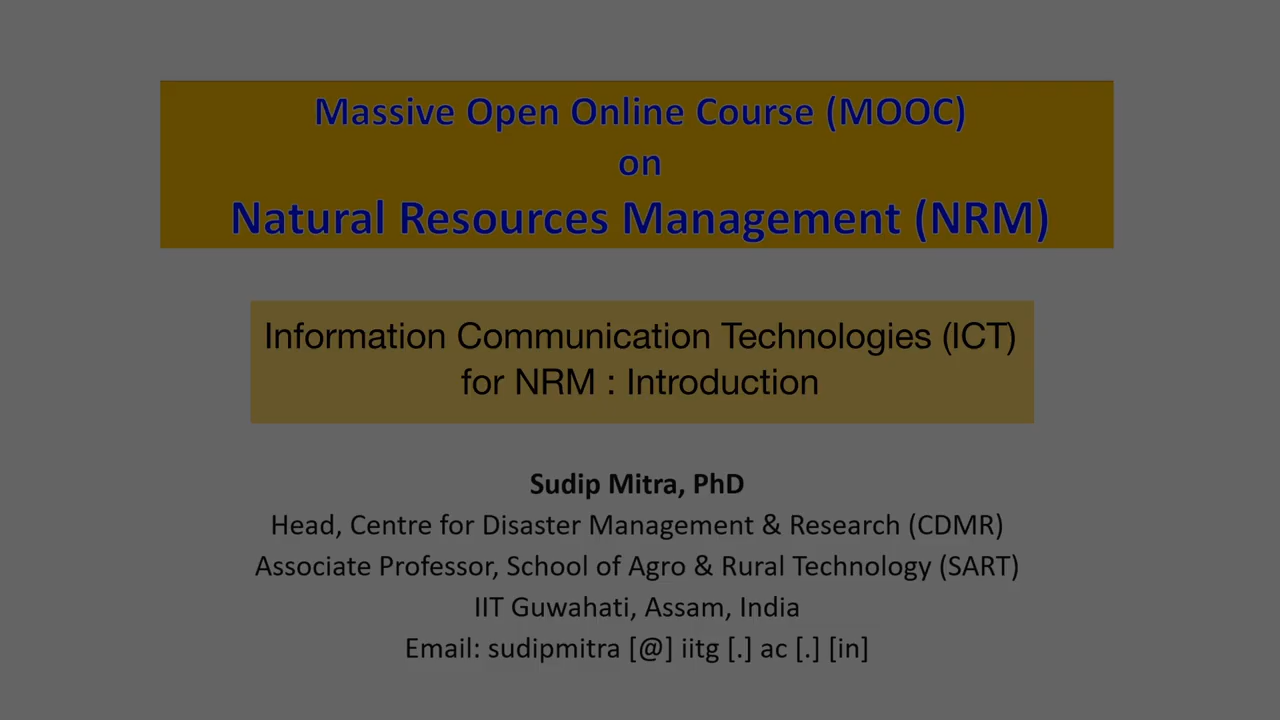 Massive Open Online Course (MOOC)
on
Natural Resources Management (NRM)
Information Communication Technologies (ICT)
for NRM : Introduction
Sudip Mitra, PhD
Head, Centre for Disaster Management & Research (CDMR)
Associate Professor, School of Agro & Rural Technology (SART)
IIT Guwahati, Assam, India
Email: sudipmitra [@] iitg [.] ac [.] [in]